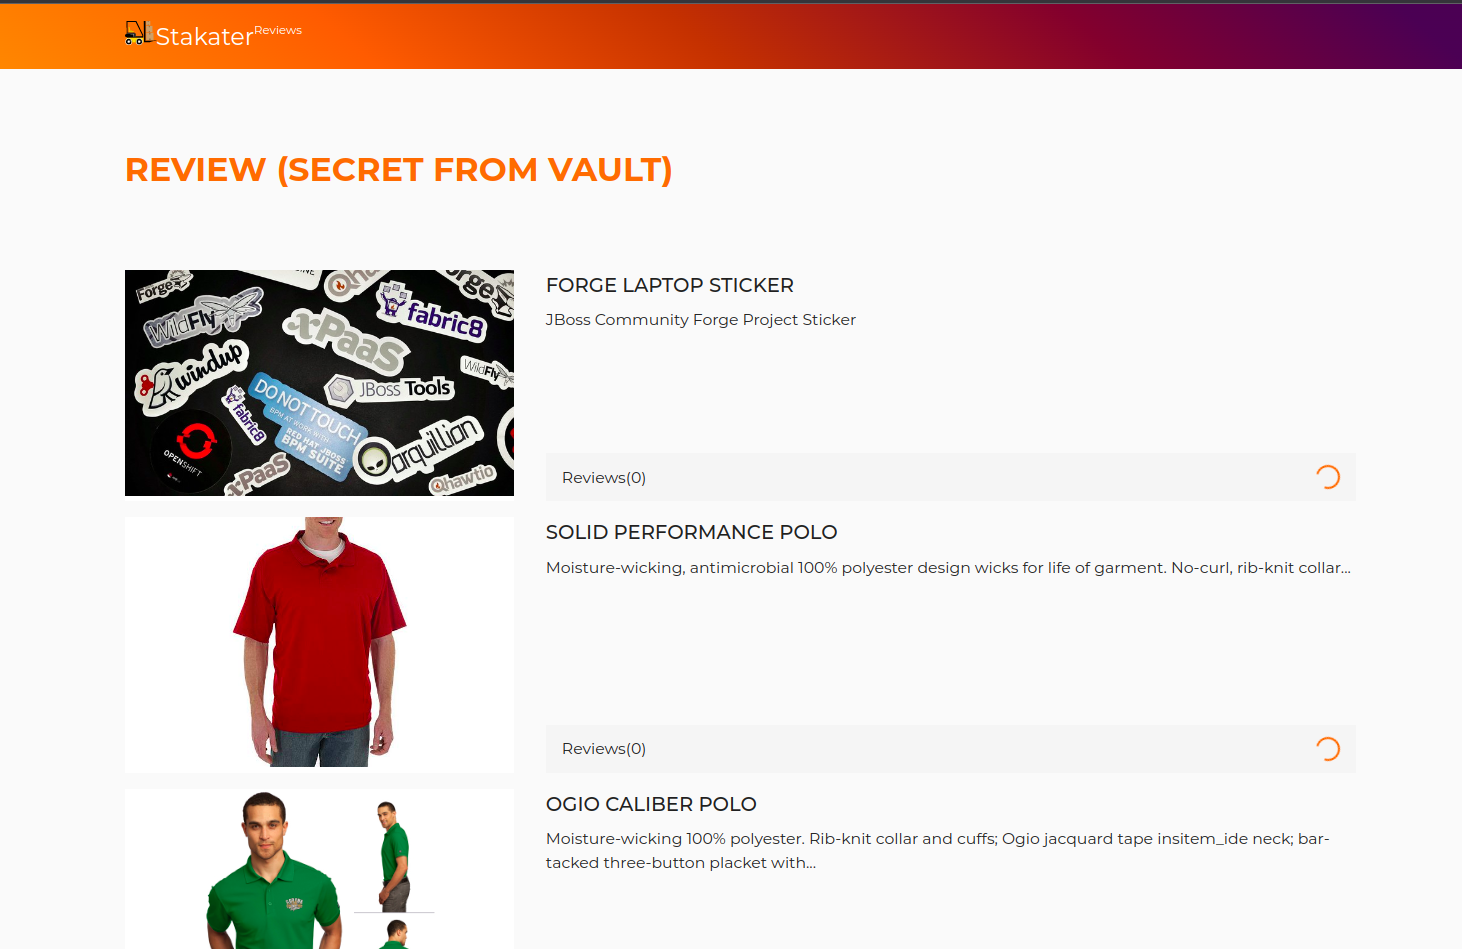 StakaterReviews
REVIEW (SECRET FROM VAULT)
Forge
WildFly
fabric8
xPaaS
windup
WildFly
JBoss Tools
DO NOT TOUCH
BPM AT WORK WITH
RED HAT JBOSS
BPM SUITE
fabric8
arquillian
OPENSHIFT
xPaaS
hawtio
FORGE LAPTOP STICKER
JBoss Community Forge Project Sticker
Reviews(0)
SOLID PERFORMANCE POLO
Moisture-wicking, antimicrobial 100% polyester design wicks for life of garment. No-curl, rib-knit collar...
Reviews(0)
OGIO CALIBER POLO
Moisture-wicking 100% polyester. Rib-knit collar and cuffs; Ogio jacquard tape insitem_ide neck; bar-
tacked three-button placket with...